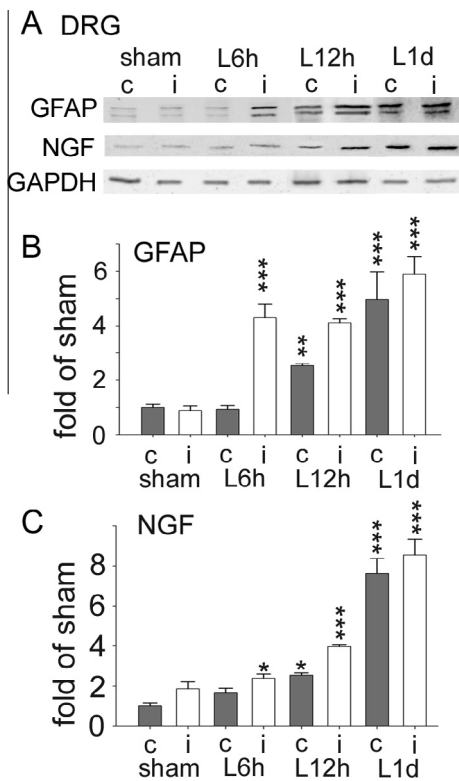 A DRG
sham L6h L12h L1d
c i c i c i c i
GFAP
NGF
GAPDH
B GFAP
fold of sham
6
4
2
0
*** ** *** *** ***
c i c i c i c i
sham L6h L12h L1d
C NGF
fold of sham
8
6
4
2
0
* * *** *** ***
c i c i c i c i
sham L6h L12h L1d